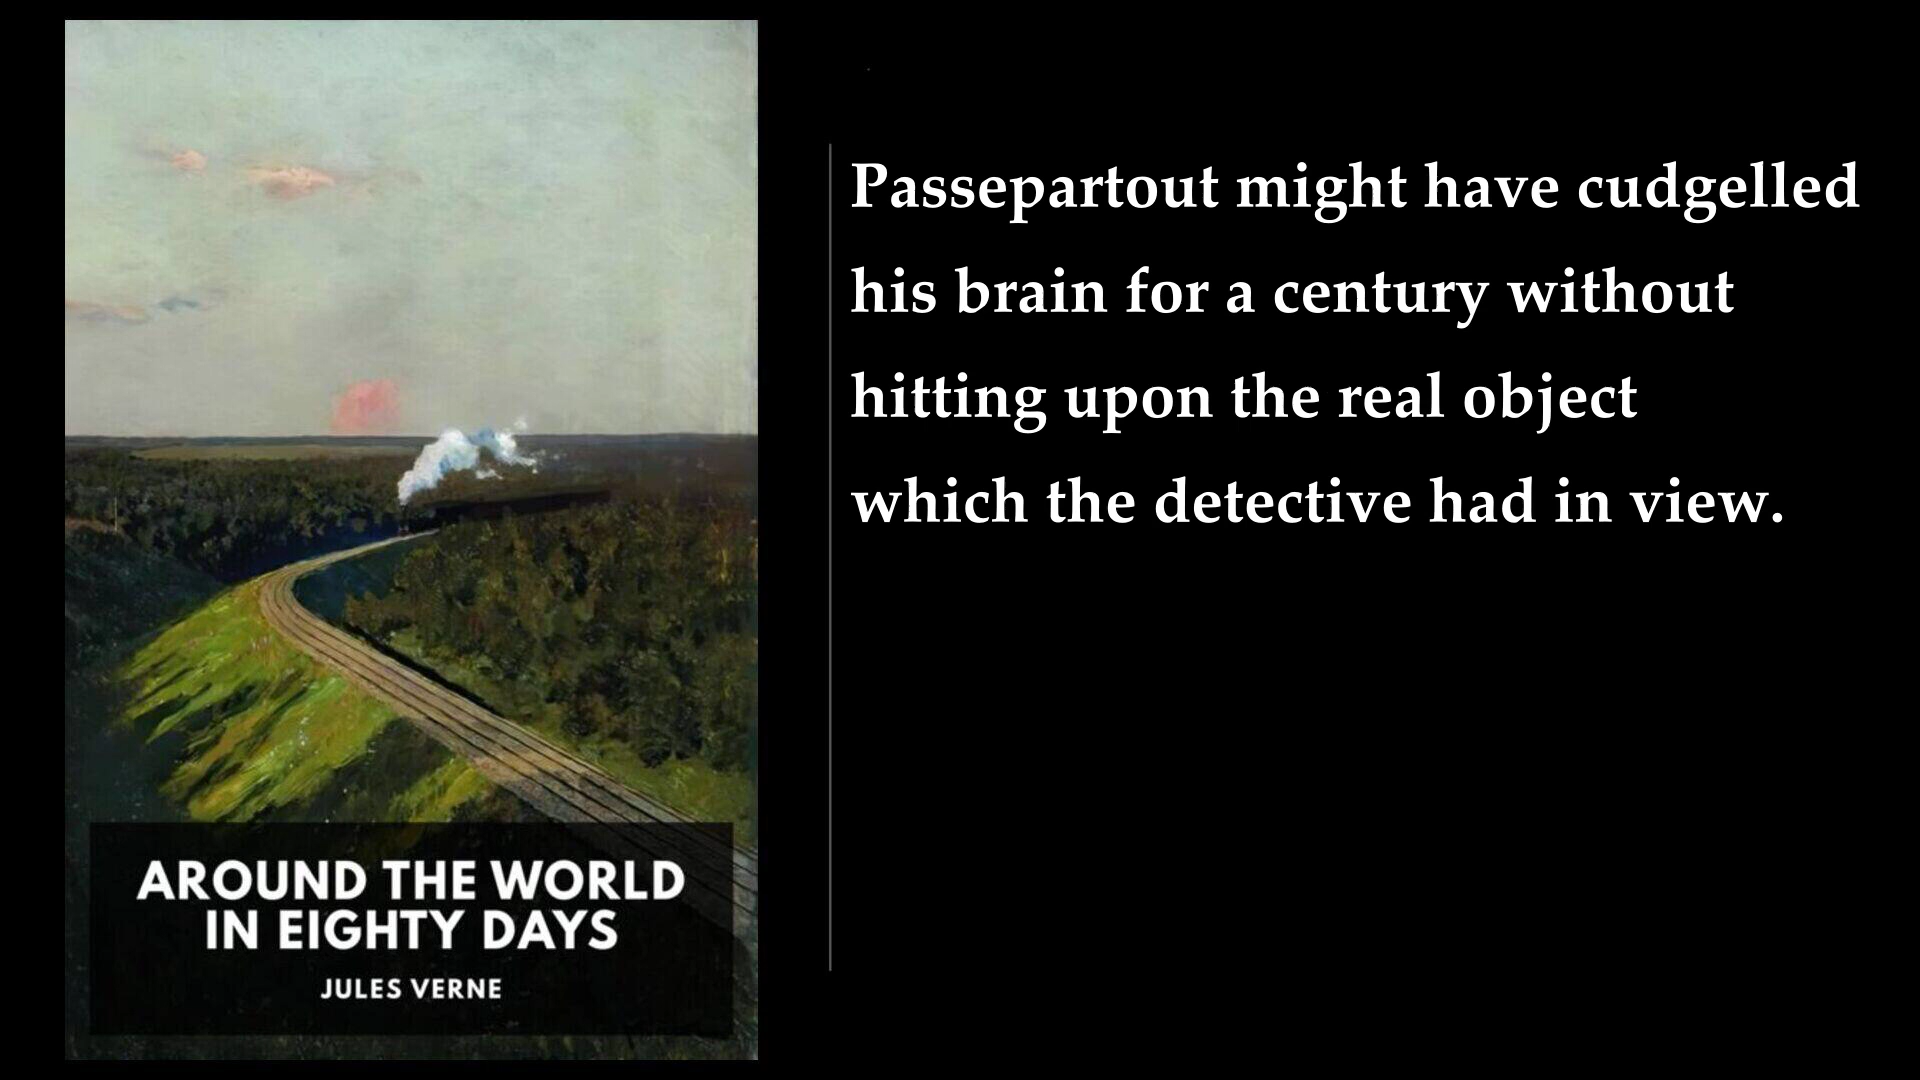 AROUND THE WORLD
IN EIGHTY DAYS
JULES VERNE
Passepartout might have cudgelled
his brain for a century without
hitting upon the real object
which the detective had in view.